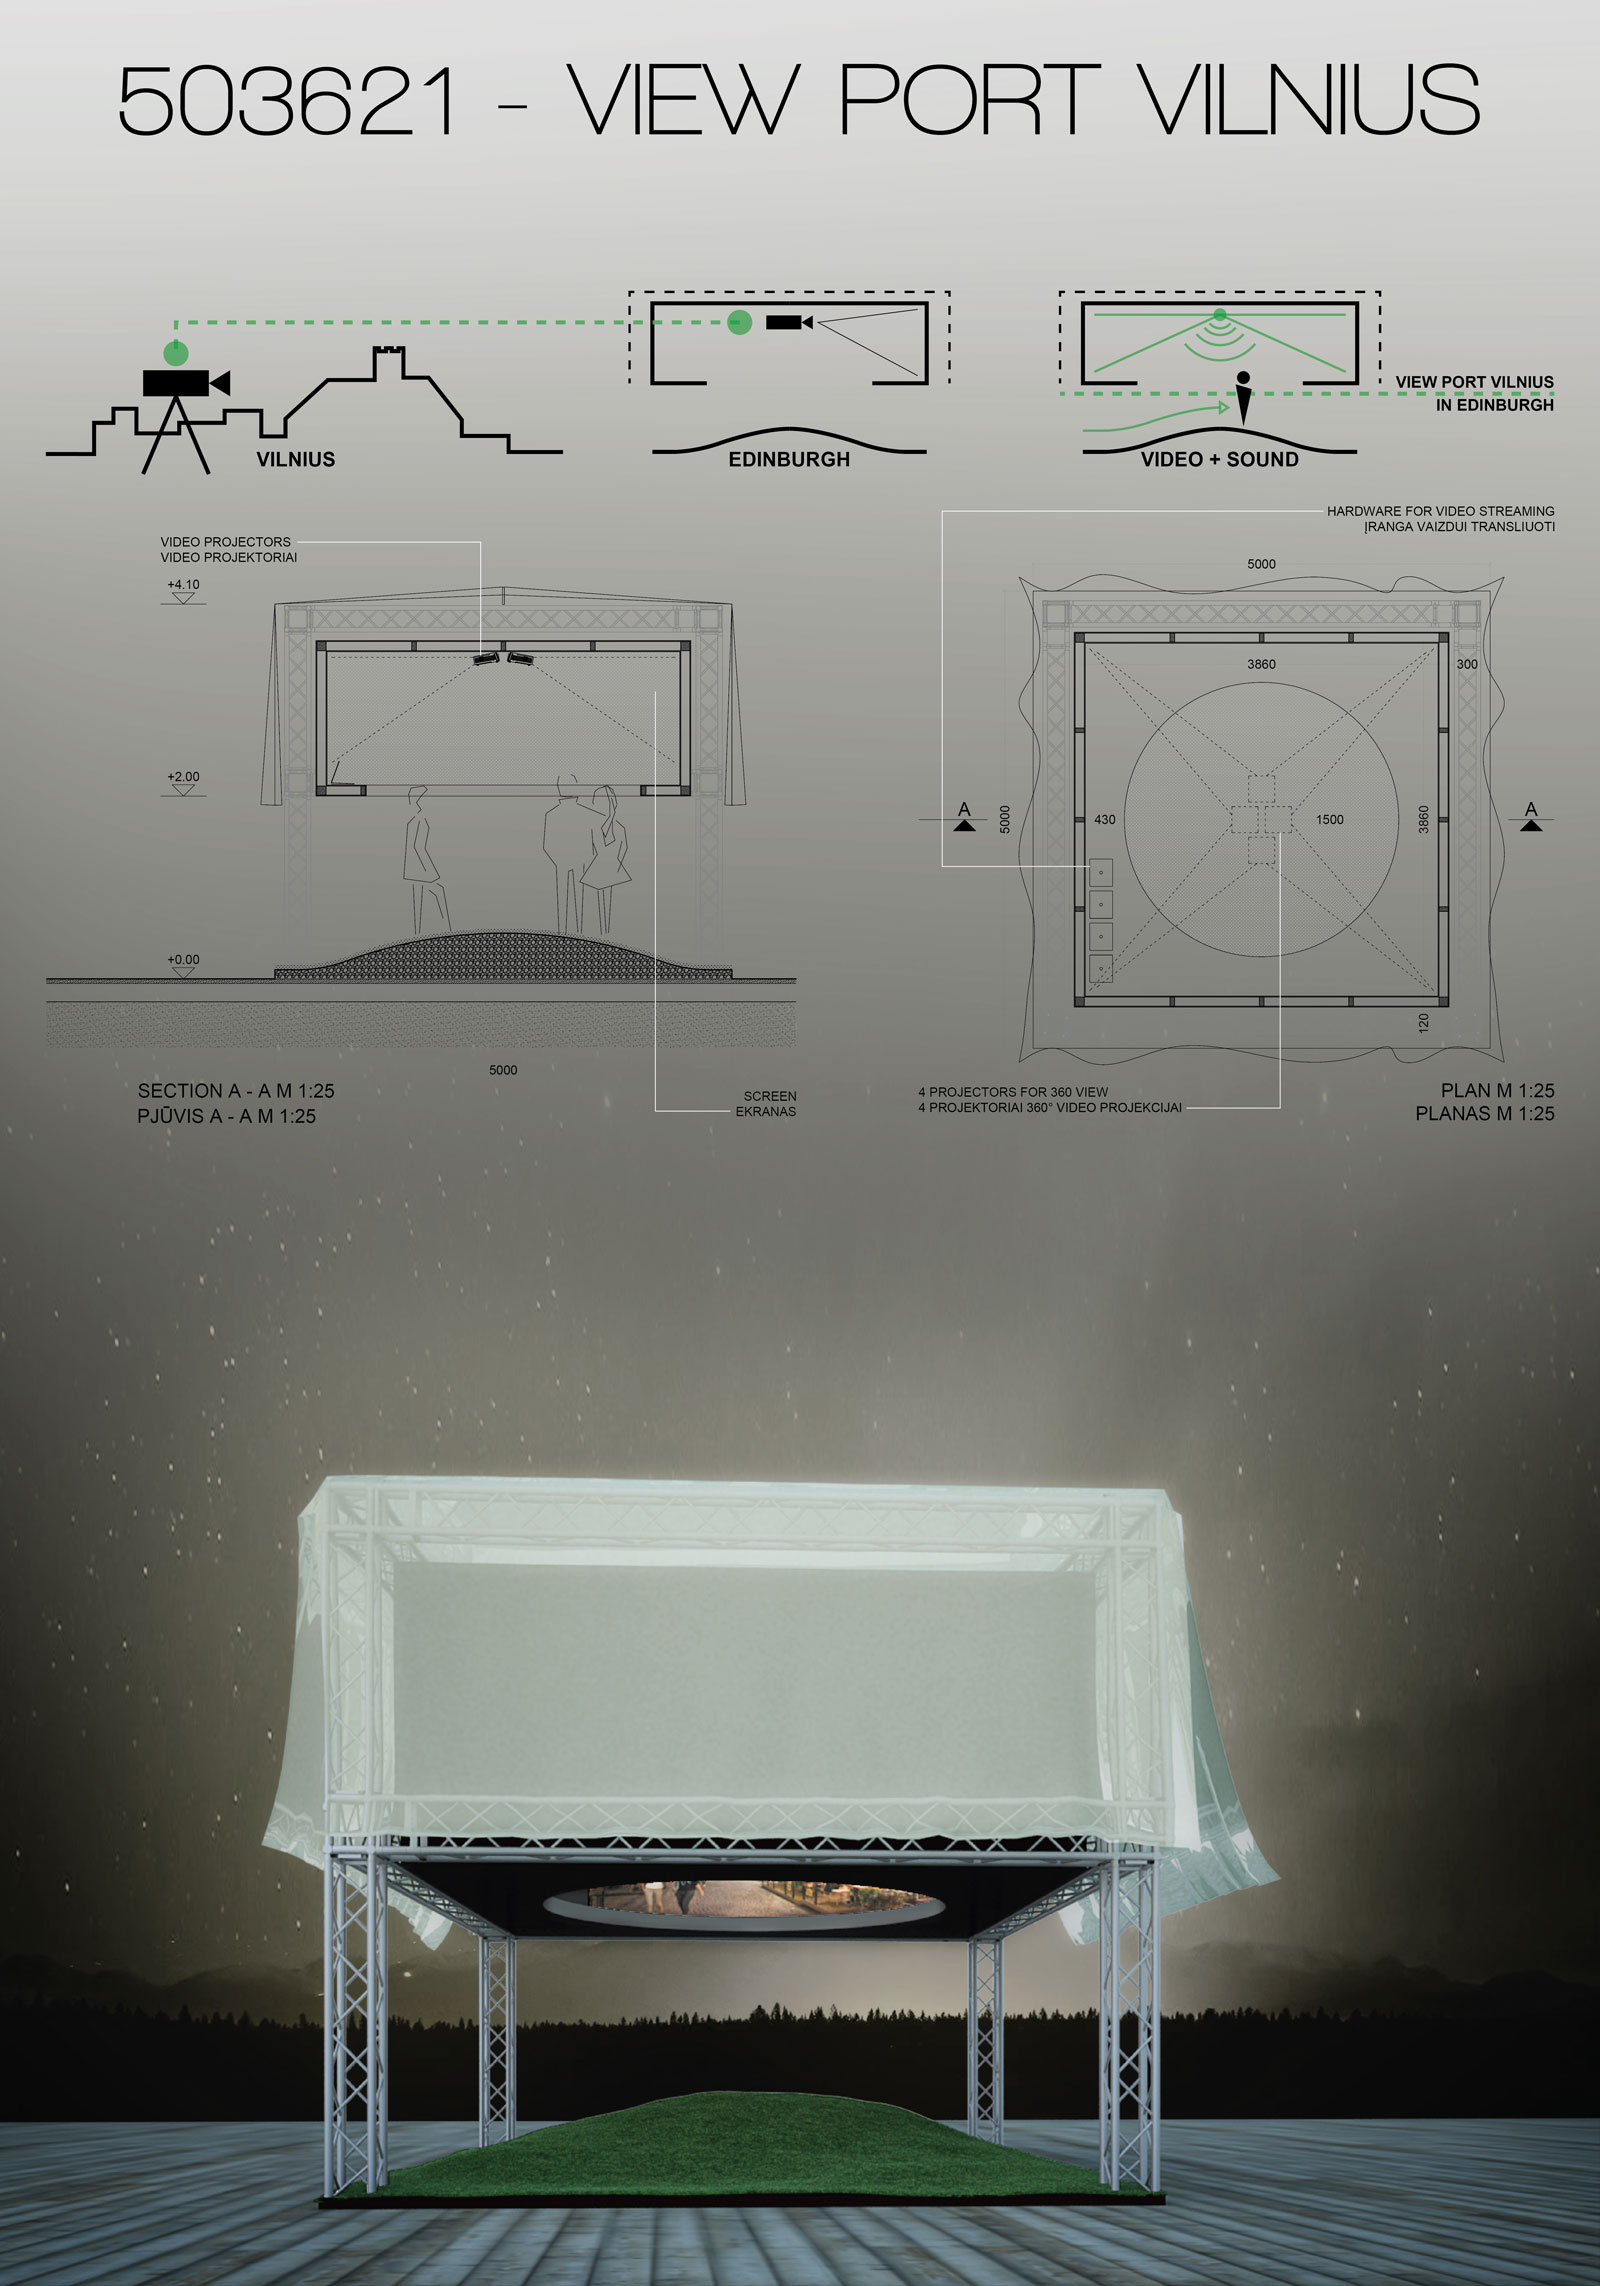 503621 - VIEW PORT VILNIUS
VILNIUS
EDINBURGH
VIDEO + SOUND
VIEW PORT VILNIUS
IN EDINBURGH
VIDEO PROJECTORS
VIDEO PROJEKTORIAI
+4.10
+2.00
+0.00
5000
SECTION A - A M 1:25
PJŪVIS A - A M 1:25
SCREEN
EKRANAS
HARDWARE FOR VIDEO STREAMING
ĮRANGA VAIZDUI TRANSLIUOTI
5000
3860
300
A
5000
430
1500
3860
A
120
4 PROJECTORS FOR 360 VIEW
4 PROJEKTORIAI 360° VIDEO PROJEKCIJAI
PLAN M 1:25
PLANAS M 1:25